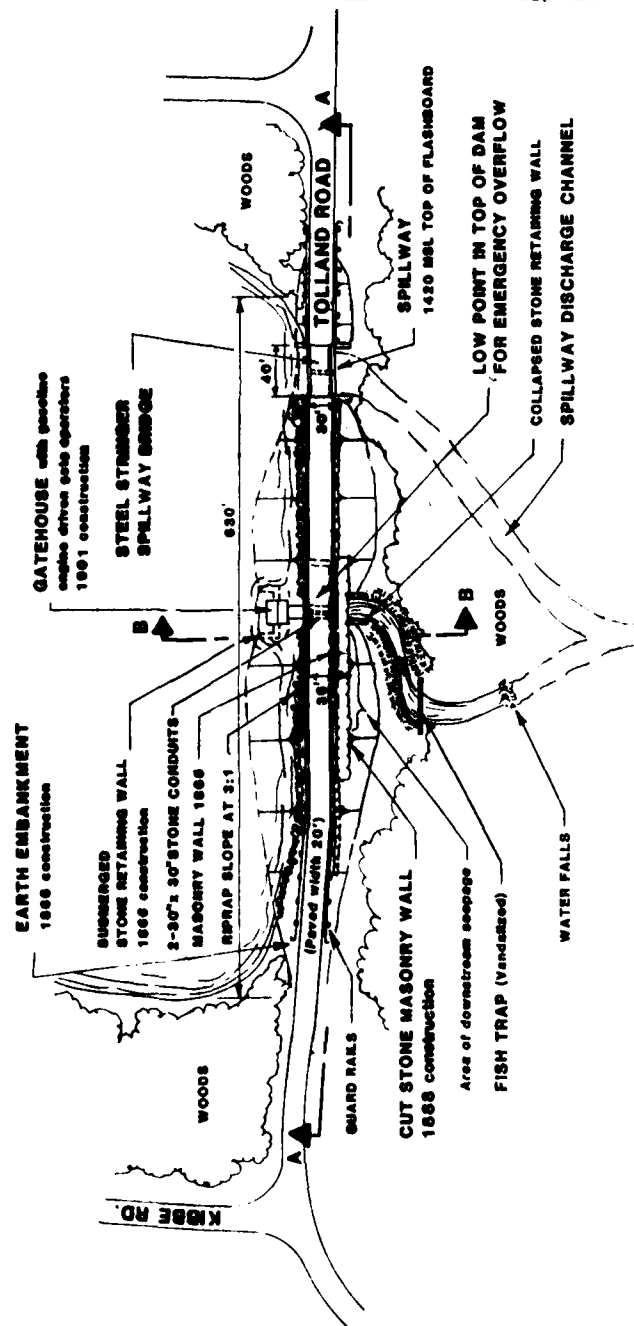 EARTH EMBANKMENT
1866 construction
SUBMERGED
STONE RETAINING WALL
1866 construction
2-30"x 30" STONE CONDUITS
MASONRY WALL 1866
RIPRAP SLOPE AT 3:1
GATEHOUSE with gasoline
engine driven gate operators
1901 construction
STEEL STRINGER
SPILLWAY BRIDGE
WOODS
WOODS
KIBBE RD.
630'
40'
30'
B
A
A
(Paved width 20')
TOLLAND ROAD
SPILLWAY
1420 MSL TOP OF FLASHBOARD
LOW POINT IN TOP OF DAM
FOR EMERGENCY OVERFLOW
COLLAPSED STONE RETAINING WALL
SPILLWAY DISCHARGE CHANNEL
B
WOODS
GUARD RAILS
CUT STONE MASONRY WALL
1888 construction
Area of downstream seepage
FISH TRAP (Vandalized)
WATER FALLS